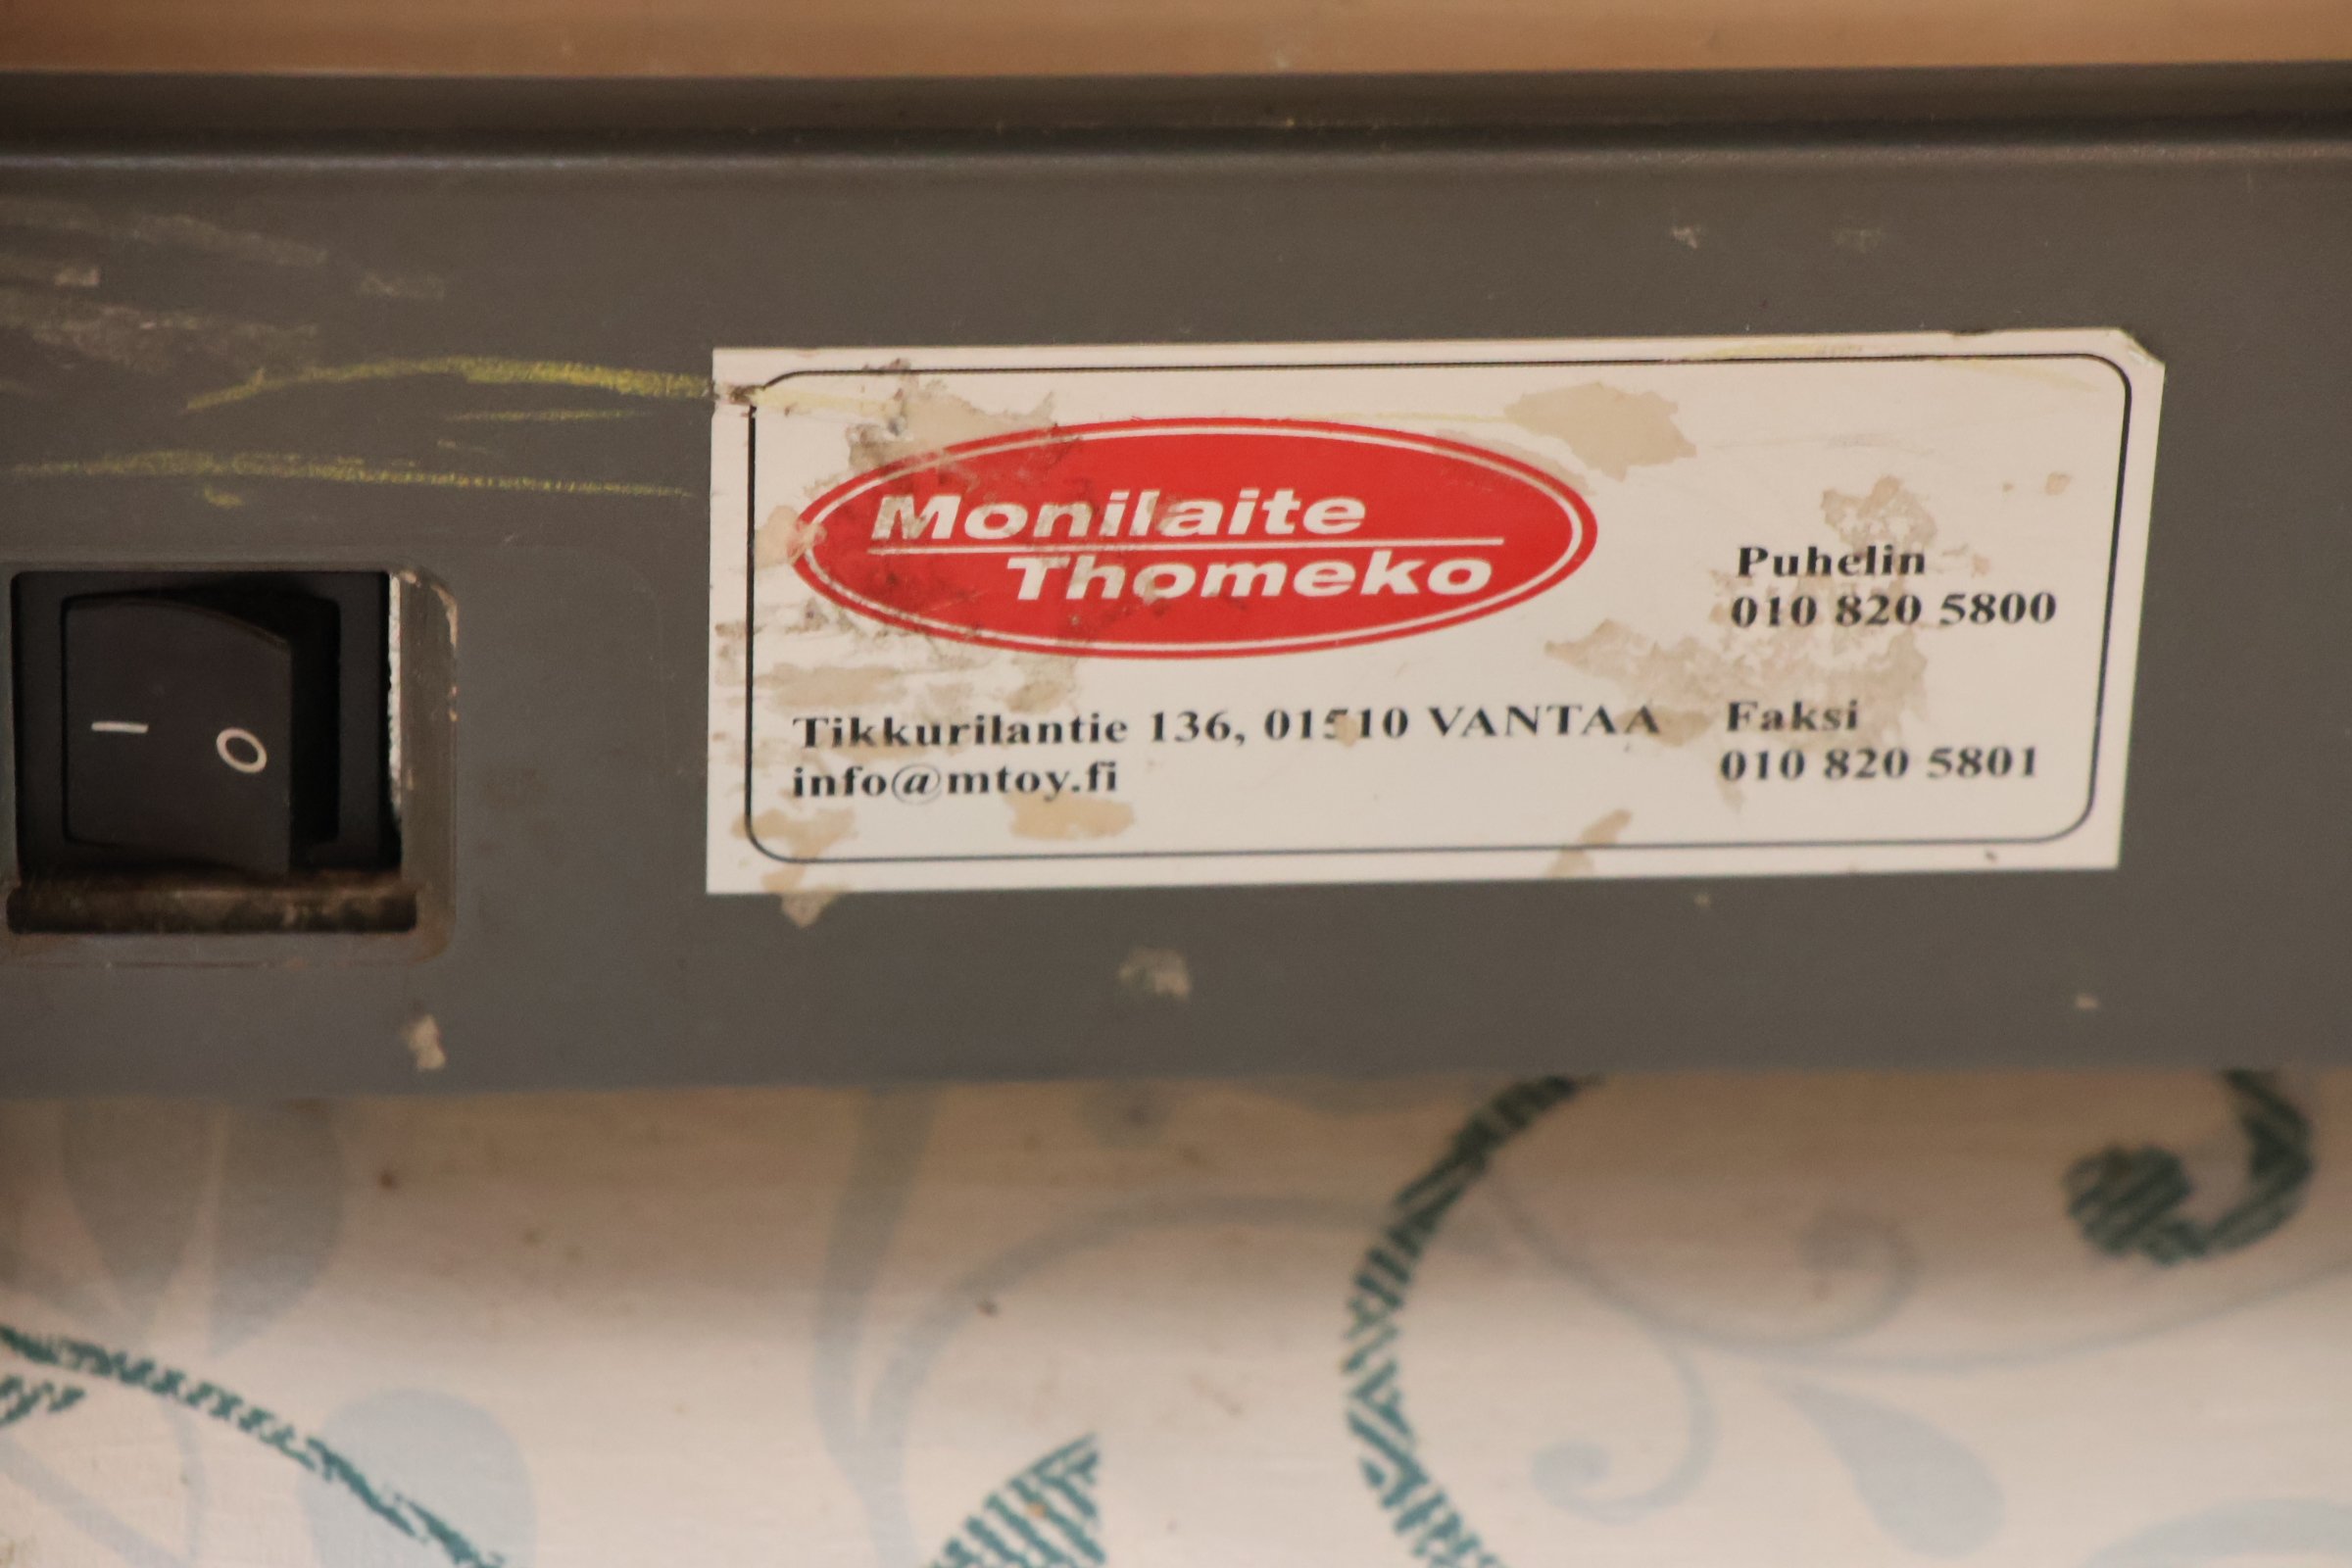 Monilaite
Thomeko
Puhelin
010 820 5800
Tikkurilantie 136, 01510 VANTAA
info@mtoy.fi
Faksi
010 820 5801
I O